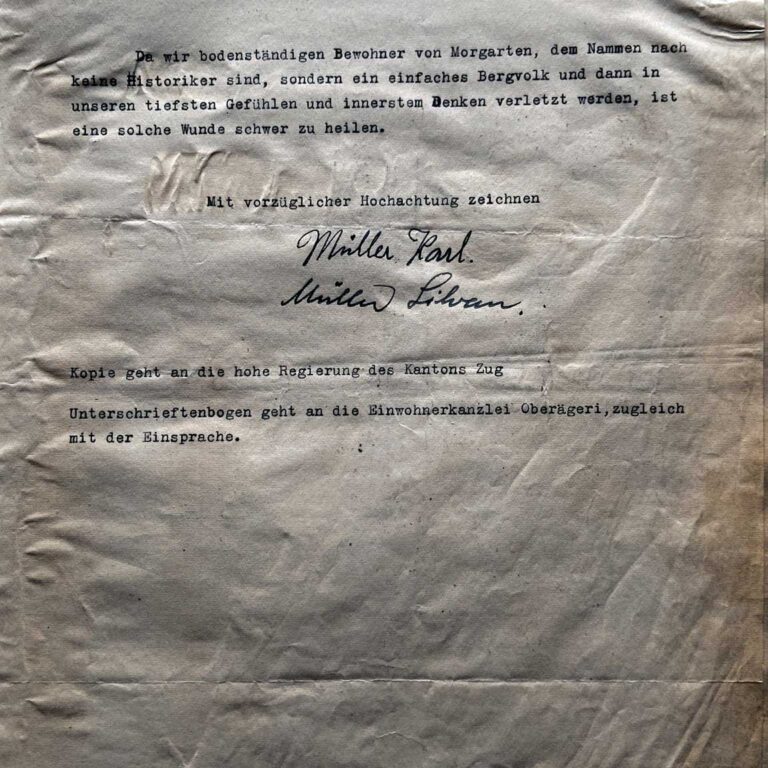 Da wir bodenständigen Bewohner von Morgarten, dem Nammen nach
keine Historiker sind, sondern ein einfaches Bergvolk und dann in
unseren tiefsten Gefühlen und innerstem Denken verletzt werden, ist
eine solche Wunde schwer zu heilen.
Mit vorzüglicher Hochachtung zeichnen
Müller Karl.
Müller Silvan.
Kopie geht an die hohe Regierung des Kantons Zug
Unterschrieftenbogen geht an die Einwohnerkanzlei Oberägeri,zugleich
mit der Einsprache.